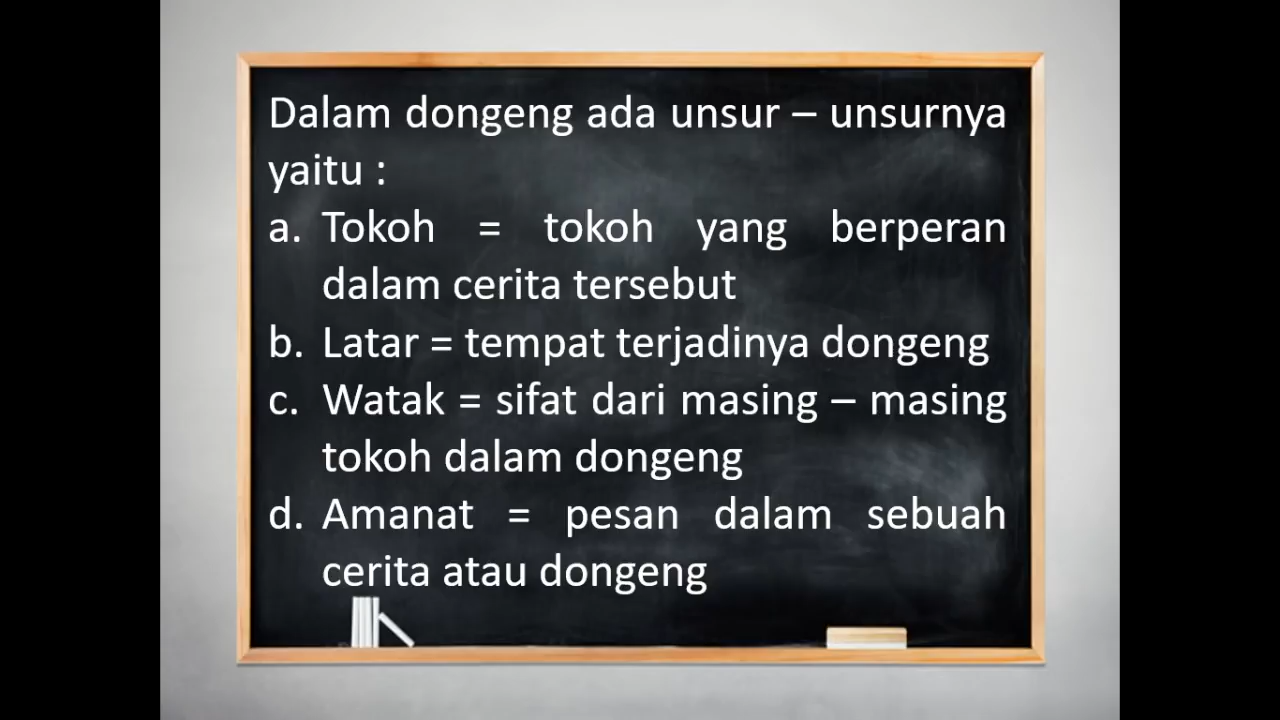 Dalam dongeng ada unsur – unsurnya
yaitu :
a. Tokoh = tokoh yang berperan
dalam cerita tersebut
b. Latar = tempat terjadinya dongeng
c. Watak = sifat dari masing – masing
tokoh dalam dongeng
d. Amanat = pesan dalam sebuah
cerita atau dongeng